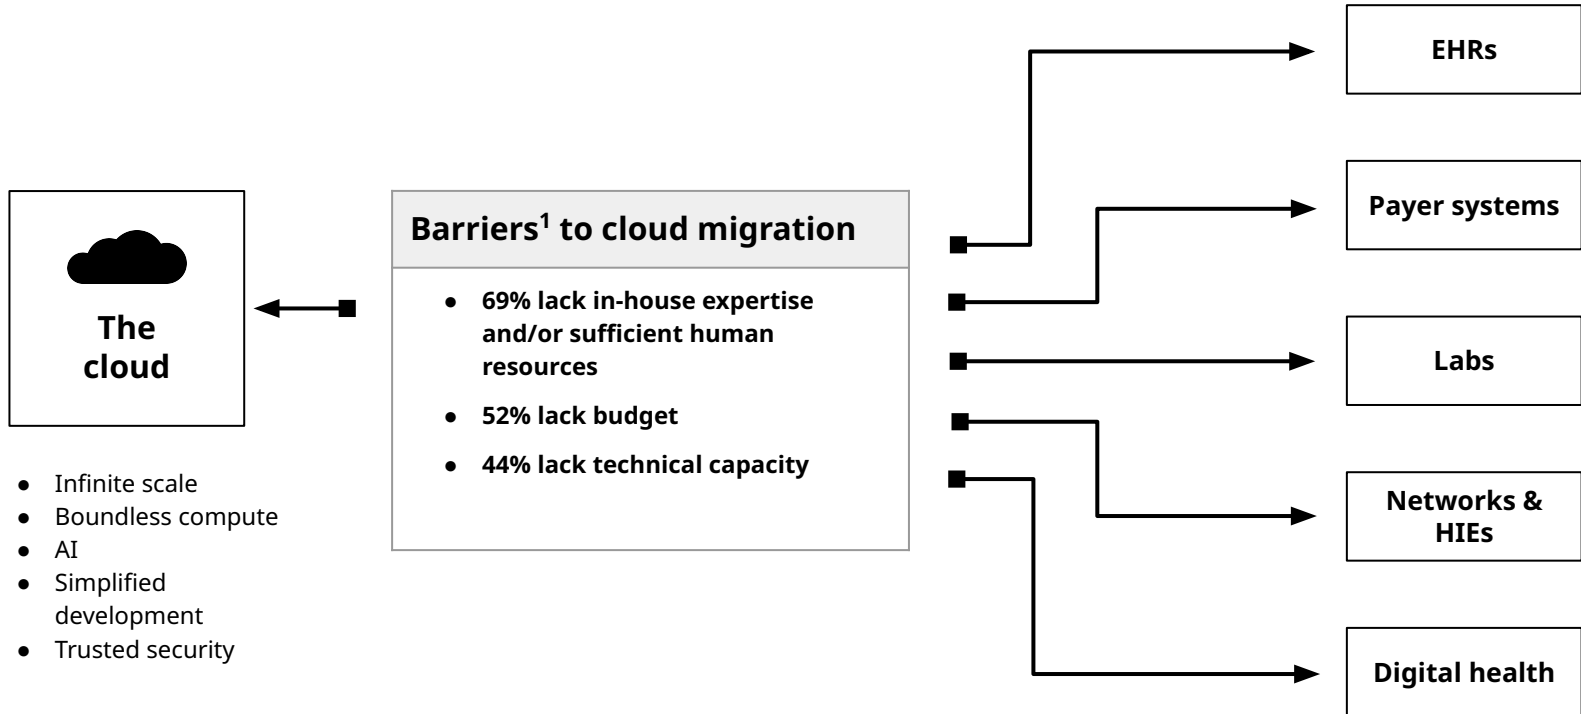 The
cloud
● Infinite scale
● Boundless compute
● AI
● Simplified
development
● Trusted security
Barriers¹ to cloud migration
● 69% lack in-house expertise
and/or sufficient human
resources
● 52% lack budget
● 44% lack technical capacity
EHRs
Payer systems
Labs
Networks &
HIEs
Digital health